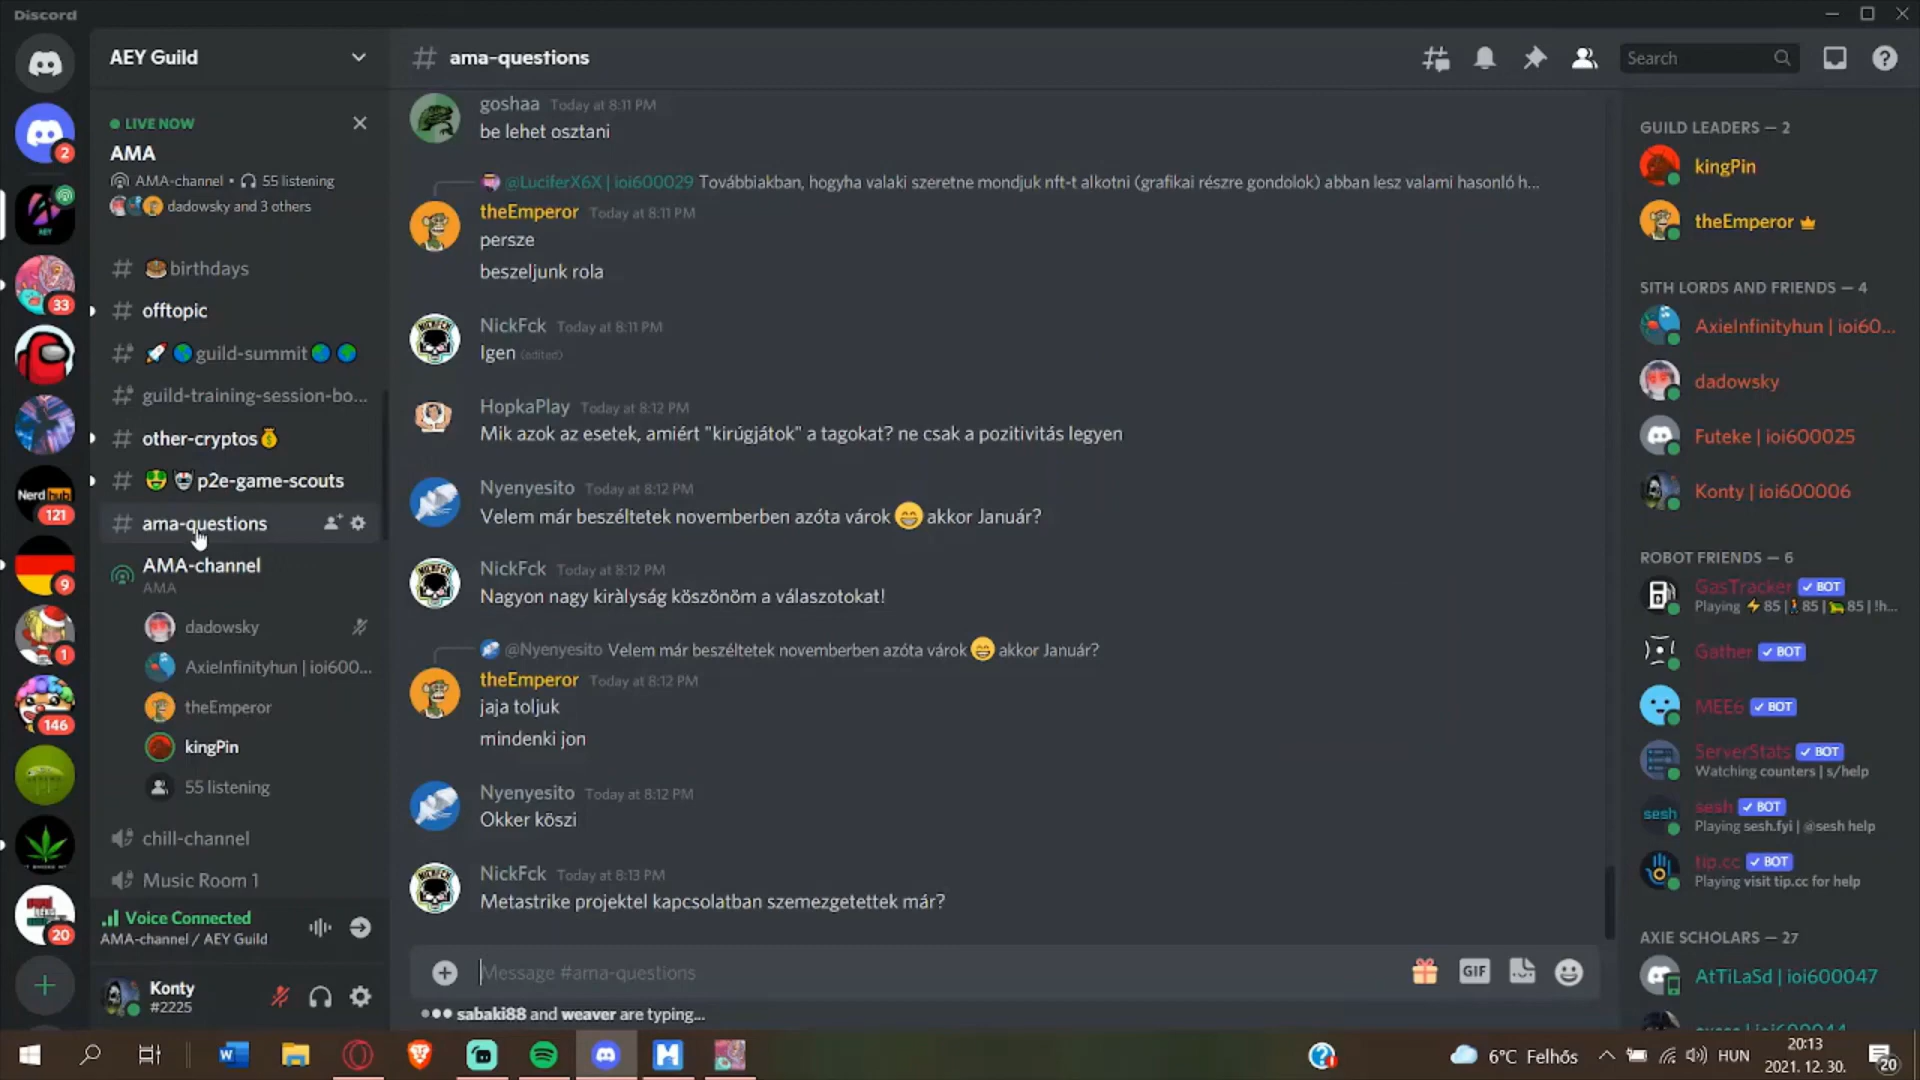 Discord
AEY Guild
ama-questions
Search
LIVE NOW
AMA
AMA-channel • 55 listening
dadowsky and 3 others
birthdays
offtopic
guild-summit
guild-training-session-bo...
other-cryptos
p2e-game-scouts
ama-questions
AMA-channel
AMA
dadowsky
AxieInfinityhun | ioi600...
theEmperor
kingPin
55 listening
chill-channel
Music Room 1
Voice Connected
AMA-channel / AEY Guild
Konty
#2225
2
AEY
33
Nerd hub
121
9
1
146
20
goshaa Today at 8:11 PM
be lehet osztani
@LuciferX6X | ioi600029 Továbbiakban, hogyha valaki szeretne mondjuk nft-t alkotni (grafikai részre gondolok) abban lesz valami hasonló h...
theEmperor Today at 8:11 PM
persze
beszeljunk rola
NickFck Today at 8:11 PM
Igen (edited)
HopkaPlay Today at 8:12 PM
Mik azok az esetek, amiért "kirúgjátok" a tagokat? ne csak a pozitivitás legyen
Nyenyesito Today at 8:12 PM
Velem már beszéltetek novemberben azóta várok 😁 akkor Január?
NickFck Today at 8:12 PM
Nagyon nagy kiràlyság köszönöm a válaszotokat!
@Nyenyesito Velem már beszéltetek novemberben azóta várok 😁 akkor Január?
theEmperor Today at 8:12 PM
jaja toljuk
mindenki jon
Nyenyesito Today at 8:12 PM
Okker köszi
NickFck Today at 8:13 PM
Metastrike projektel kapcsolatban szemezgetettek már?
Message #ama-questions
GIF
sabaki88 and weaver are typing...
GUILD LEADERS — 2
kingPin
theEmperor
SITH LORDS AND FRIENDS — 4
AxieInfinityhun | ioi60...
dadowsky
Futeke | ioi600025
Konty | ioi600006
ROBOT FRIENDS — 6
GasTracker ✓ BOT
Playing ⚡ 85 | 🚶 85 | 🐢 85 | !h...
Gather ✓ BOT
MEE6 ✓ BOT
ServerStats ✓ BOT
Watching counters | s/help
sesh
sesh ✓ BOT
Playing sesh.fyi | @sesh help
tip.cc ✓ BOT
Playing visit tip.cc for help
AXIE SCHOLARS — 27
AtTiLaSd | ioi600047
6°C Felhős
HUN
20:13
2021. 12. 30.
20